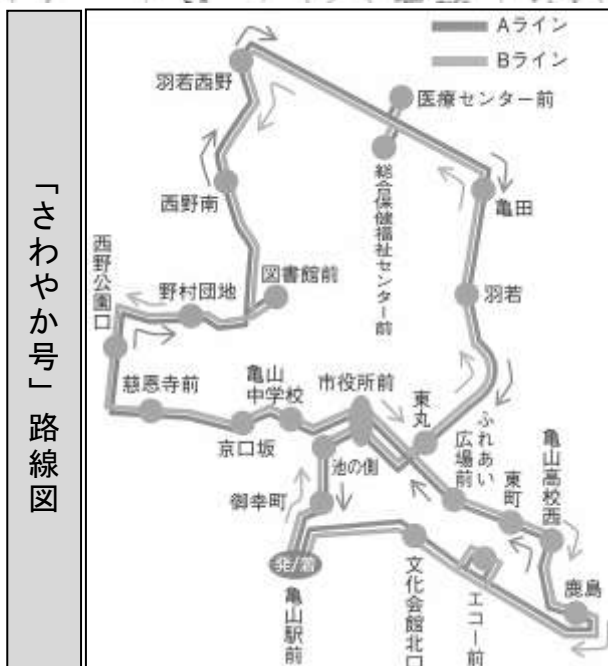 「さわやか号」路線図
Aライン
Bライン
羽若西野
医療センター前
総合保健福祉センター前
亀田
西野南
西野公園口
野村団地
図書館前
羽若
慈恩寺前
亀山
中学校
市役所前
東丸
京口坂
池の側
ふれあい
広場前
東町
亀山高校西
御幸町
発/着
亀山駅前
文化会館北口
エコー前
鹿島